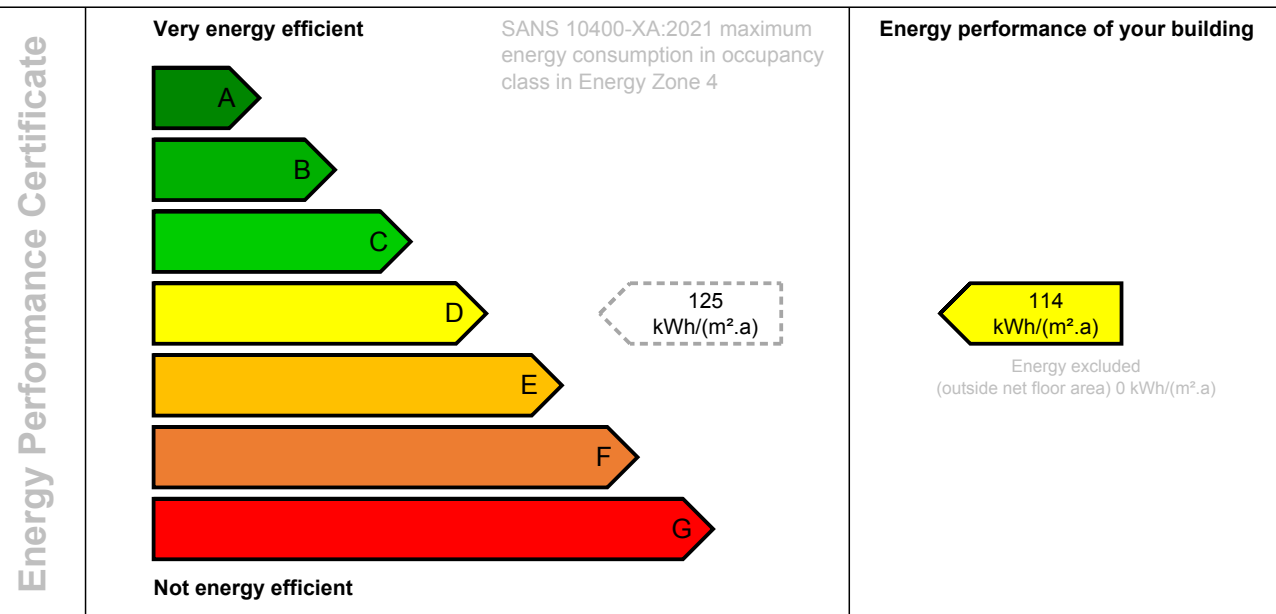 Energy Performance Certificate
Very energy efficient
SANS 10400-XA:2021 maximum
energy consumption in occupancy
class in Energy Zone 4
A
B
C
D
E
F
G
125
kWh/(m².a)
Not energy efficient
Energy performance of your building
114
kWh/(m².a)
Energy excluded
(outside net floor area) 0 kWh/(m².a)